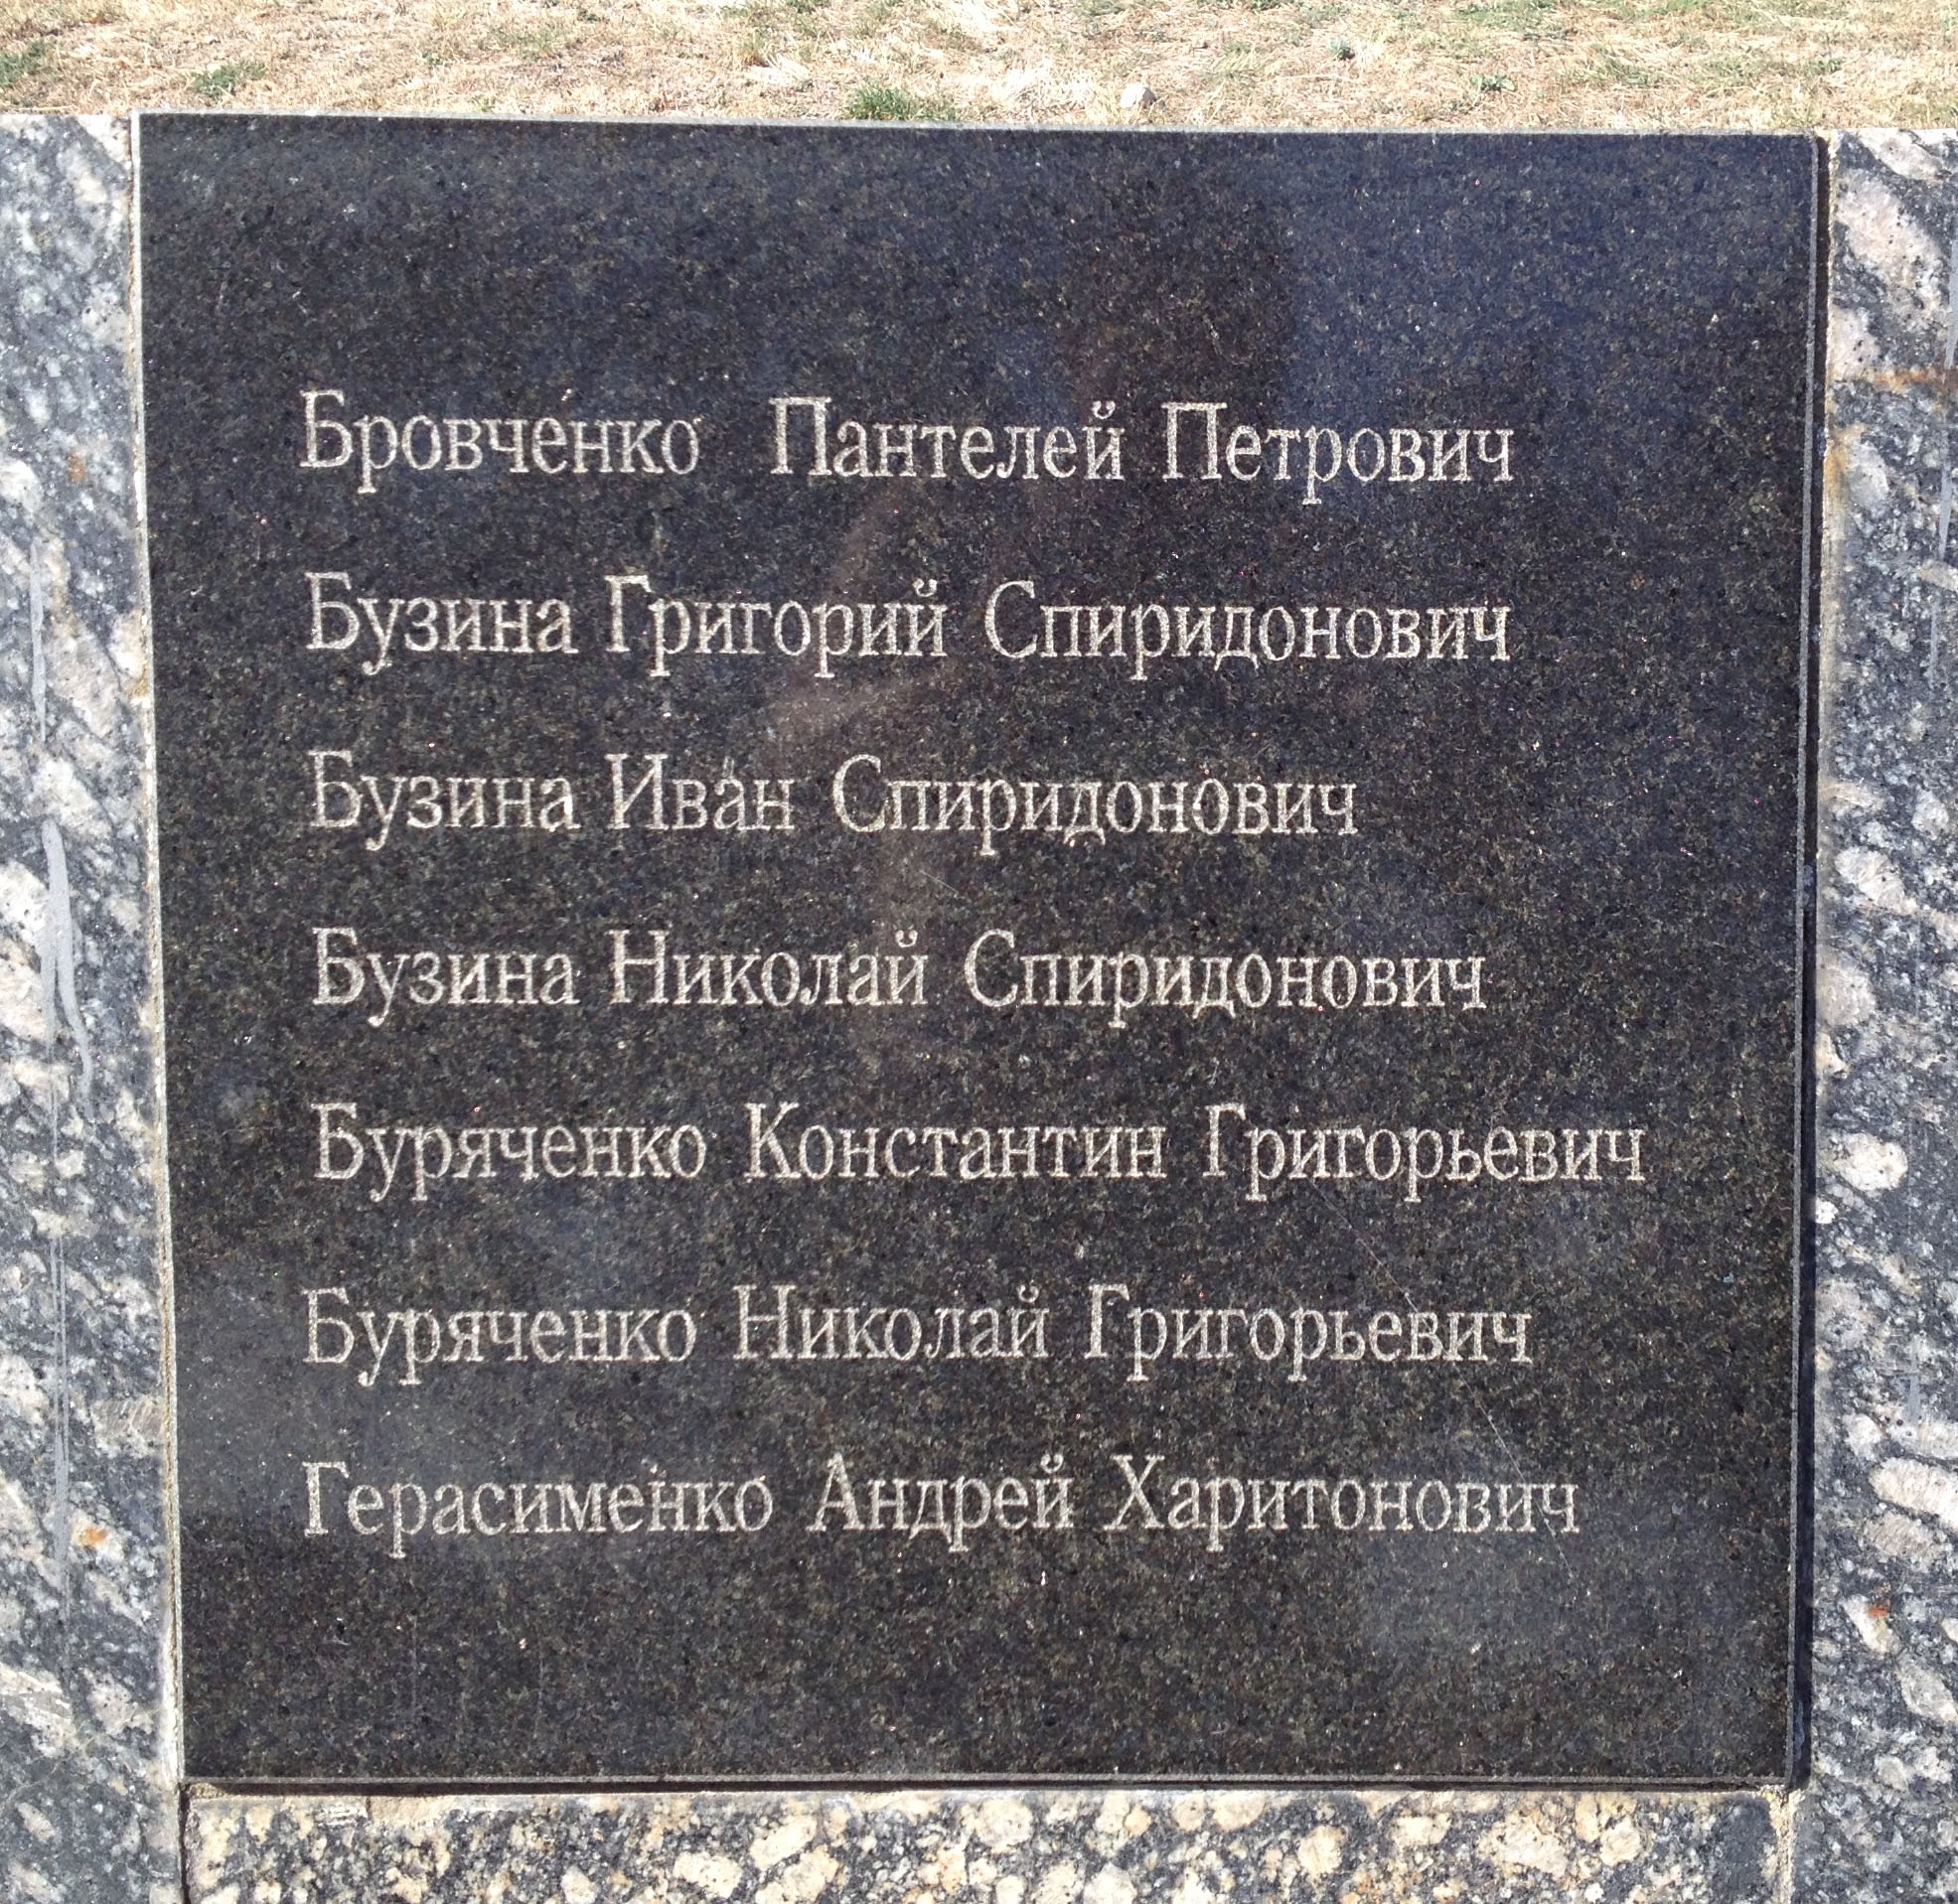 Бровченко Пантелей Петрович
Бузина Григорий Спиридонович
Бузина Иван Спиридонович
Бузина Николай Спиридонович
Буряченко Константин Григорьевич
Буряченко Николай Григорьевич
Герасименко Андрей Харитонович